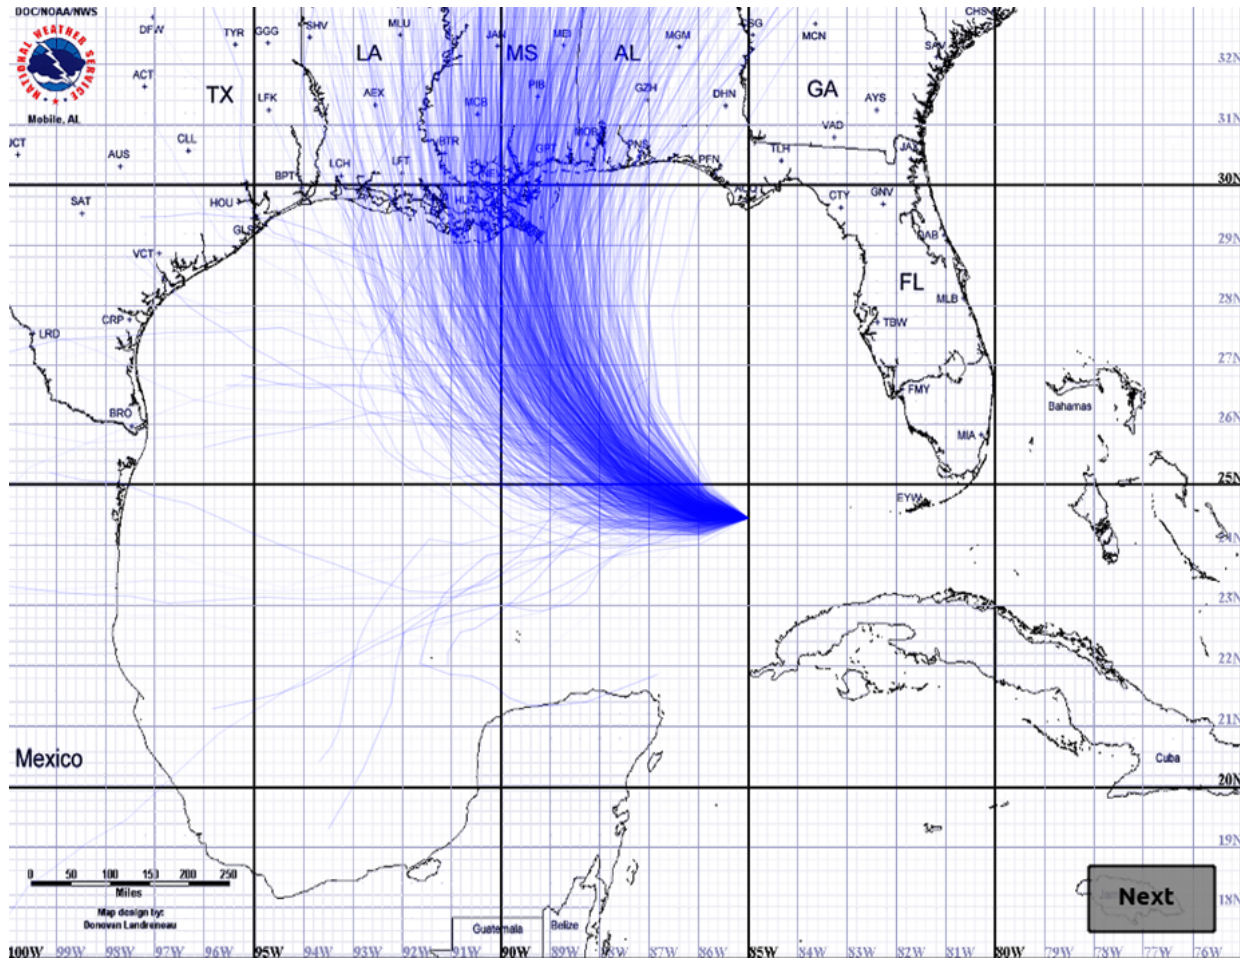 DOC/NOAA/NWS
NATIONAL WEATHER SERVICE
Mobile, AL
DFW
TYR
GGG
SHV
MLU
JAN
MEI
MGM
MCN
CHS
SAV
32N
TX
LA
MS
AL
GA
ACT
LFK
AEX
MCB
PIB
GZH
DHN
AYS
31N
AUS
CLL
LCH
LFT
BTR
GPT
MOB
PNS
PFN
TLH
VAD
JAX
BPT
30N
SAT
HOU
GLS
HUM
CTY
GNV
29N
VCT
DAB
FL
28N
CRP
MLB
LRD
TBW
27N
FMY
Bahamas
26N
BRO
MIA
25N
EYW
24N
23N
22N
21N
Mexico
Cuba
20N
19N
0 50 100 150 200 250
Miles
Map design by:
Donovan Landreneau
Next
18N
Guatemala
Belize
100W 99W 98W 97W 96W 95W 94W 93W 92W 91W 90W 89W 88W 87W 86W 85W 84W 83W 82W 81W 80W 79W 78W 77W 76W